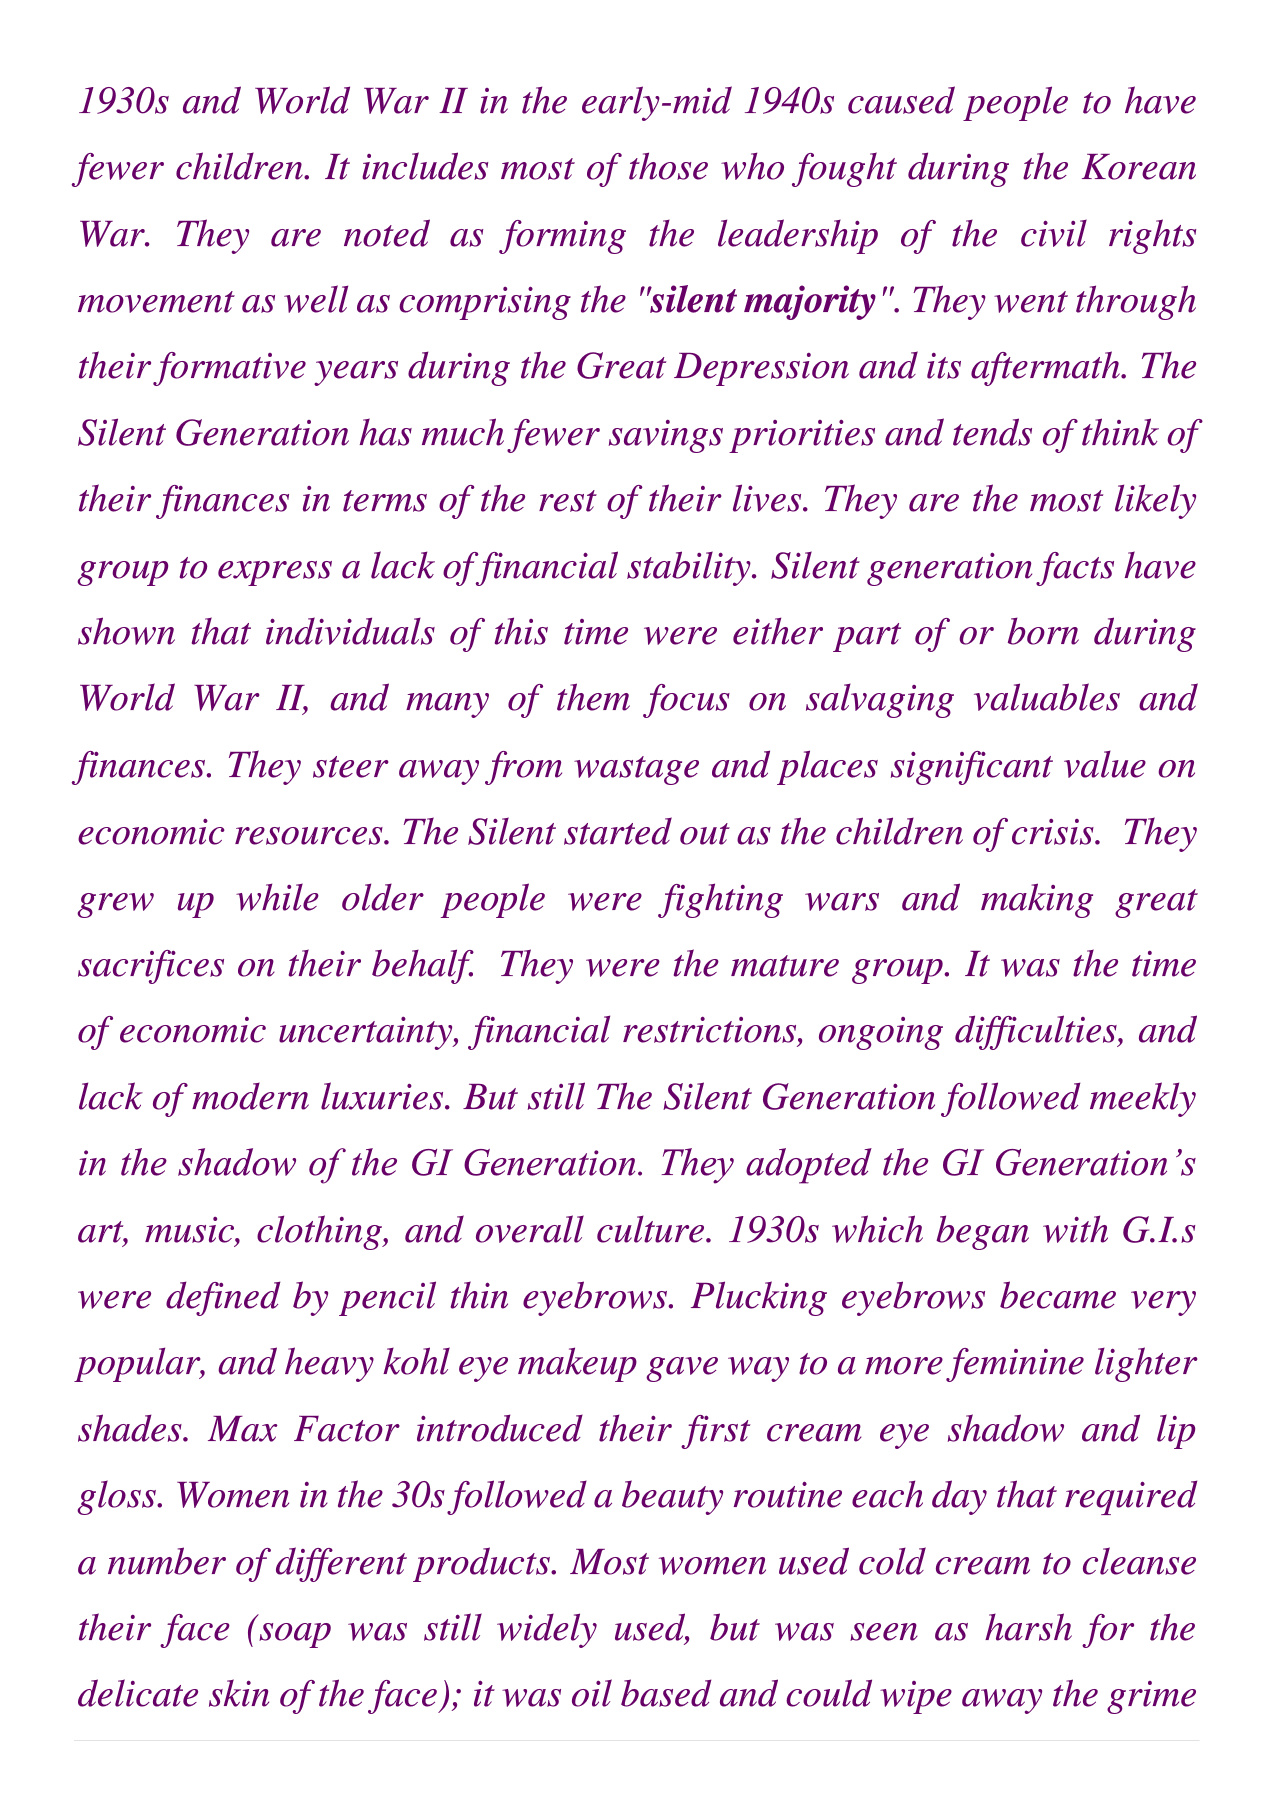 1930s and World War II in the early-mid 1940s caused people to have
fewer children. It includes most of those who fought during the Korean
War. They are noted as forming the leadership of the civil rights
movement as well as comprising the "silent majority". They went through
their formative years during the Great Depression and its aftermath. The
Silent Generation has much fewer savings priorities and tends of think of
their finances in terms of the rest of their lives. They are the most likely
group to express a lack of financial stability. Silent generation facts have
shown that individuals of this time were either part of or born during
World War II, and many of them focus on salvaging valuables and
finances. They steer away from wastage and places significant value on
economic resources. The Silent started out as the children of crisis.  They
grew up while older people were fighting wars and making great
sacrifices on their behalf.  They were the mature group. It was the time
of economic uncertainty, financial restrictions, ongoing difficulties, and
lack of modern luxuries. But still The Silent Generation followed meekly
in the shadow of the GI Generation. They adopted the GI Generation’s
art, music, clothing, and overall culture. 1930s which began with G.I.s
were defined by pencil thin eyebrows. Plucking eyebrows became very
popular, and heavy kohl eye makeup gave way to a more feminine lighter
shades. Max Factor introduced their first cream eye shadow and lip
gloss. Women in the 30s followed a beauty routine each day that required
a number of different products. Most women used cold cream to cleanse
their face (soap was still widely used, but was seen as harsh for the
delicate skin of the face); it was oil based and could wipe away the grime